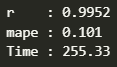 r    : 0.9952
mape : 0.101
Time : 255.33